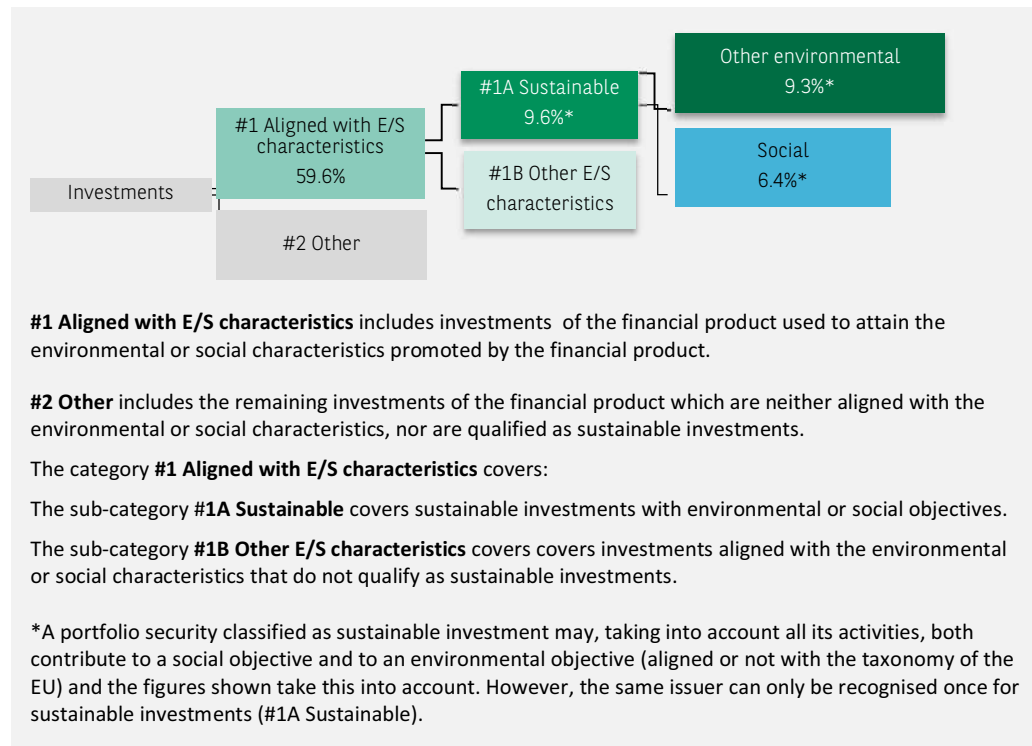 Investments
#1 Aligned with E/S
characteristics
59.6%
#2 Other
#1A Sustainable
9.6%*
#1B Other E/S
characteristics
Other environmental
9.3%*
Social
6.4%*
#1 Aligned with E/S characteristics includes investments of the financial product used to attain the
environmental or social characteristics promoted by the financial product.
#2 Other includes the remaining investments of the financial product which are neither aligned with the
environmental or social characteristics, nor are qualified as sustainable investments.
The category #1 Aligned with E/S characteristics covers:
The sub-category #1A Sustainable covers sustainable investments with environmental or social objectives.
The sub-category #1B Other E/S characteristics covers covers investments aligned with the environmental
or social characteristics that do not qualify as sustainable investments.
*A portfolio security classified as sustainable investment may, taking into account all its activities, both
contribute to a social objective and to an environmental objective (aligned or not with the taxonomy of the
EU) and the figures shown take this into account. However, the same issuer can only be recognised once for
sustainable investments (#1A Sustainable).